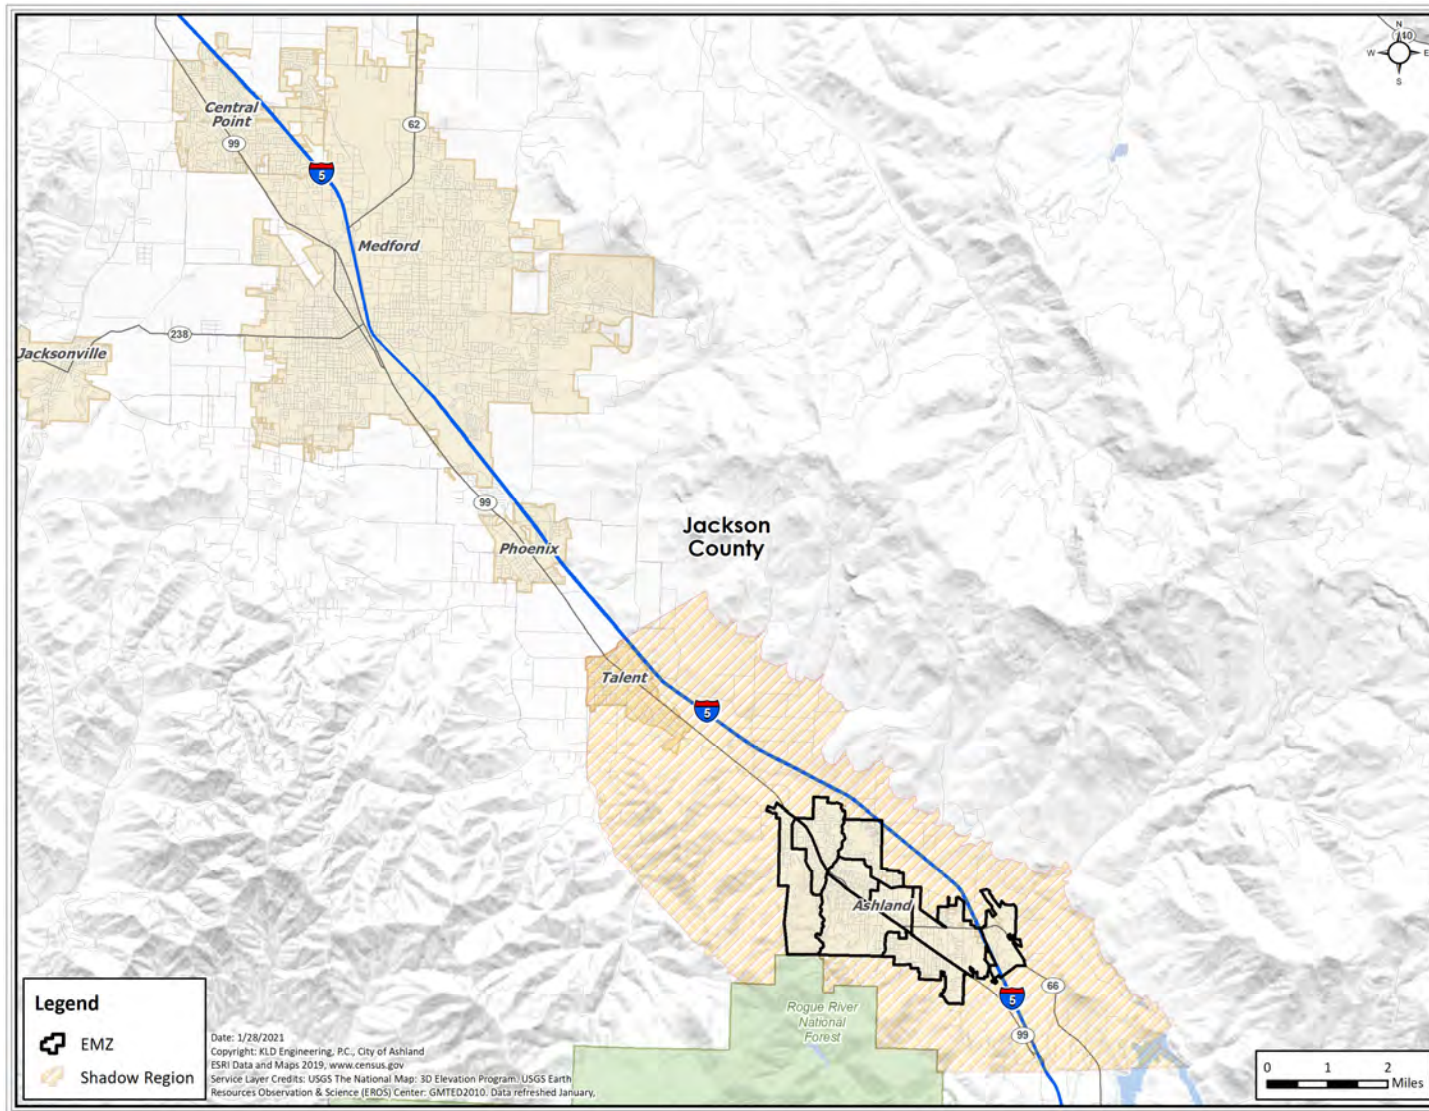 N
140
W
E
S
Central
Point
99
62
5
Medford
238
Jacksonville
99
Jackson
County
Phoenix
Talent
5
Ashland
66
5
Rogue River
National
Forest
99
Legend
EMZ
Shadow Region
Date: 1/28/2021
Copyright: KLD Engineering, P.C., City of Ashland
ESRI Data and Maps 2019, www.census.gov
Service Layer Credits: USGS The National Map: 3D Elevation Program. USGS Earth
Resources Observation & Science (EROS) Center: GMTED2010. Data refreshed January,
0 1 2
Miles